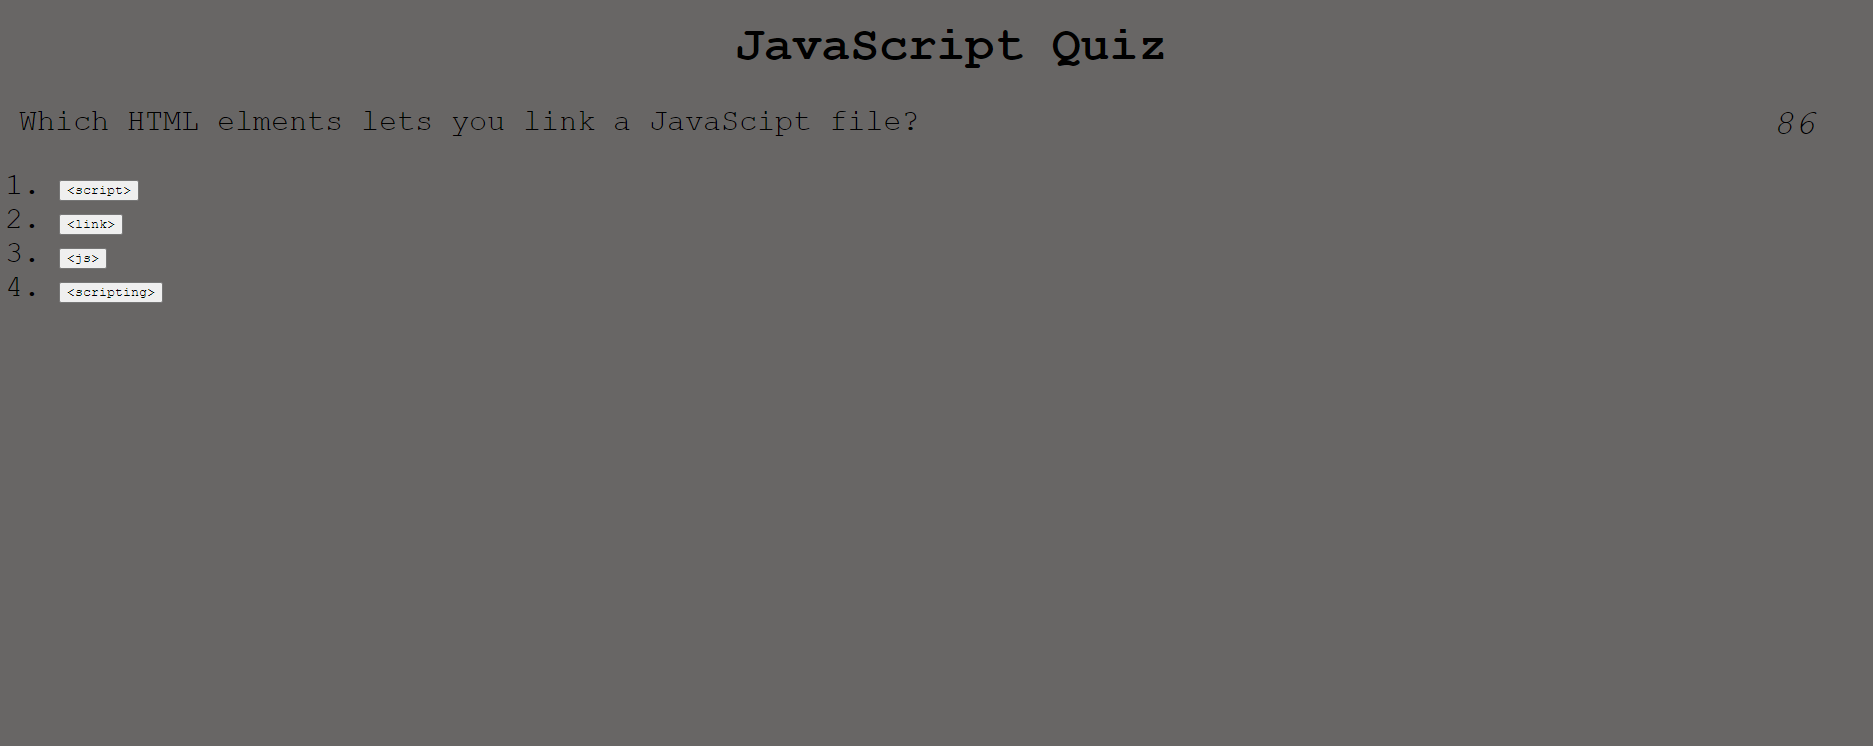 JavaScript Quiz
Which HTML elments lets you link a JavaScipt file?
86
1. <script>
2. <link>
3. <js>
4. <scripting>